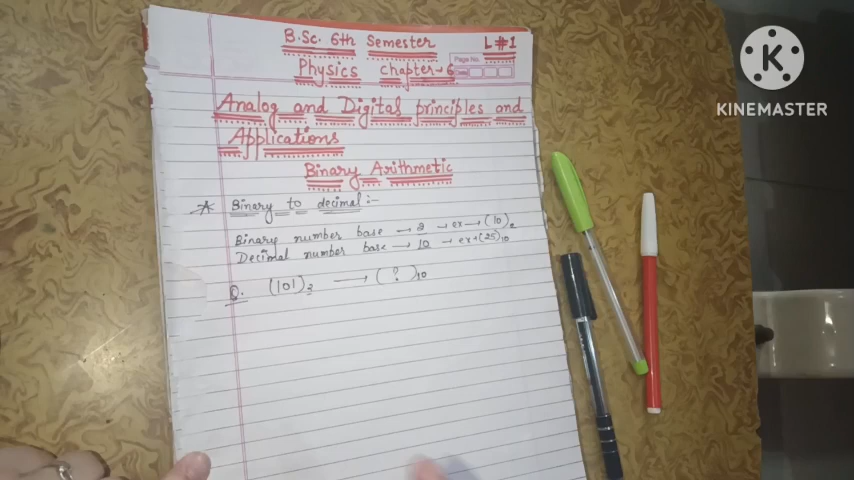 B.Sc. 6th Semester L#1
Physics chapter-6
Page No.
Date
Analog and Digital principles and
Applications
Binary Arithmetic
Binary to decimal:-
Binary number base → 2 → ex → (10)2
Decimal number base → 10 → ex → (25)10
Q. (101)2 → (?)10
K
KINEMASTER